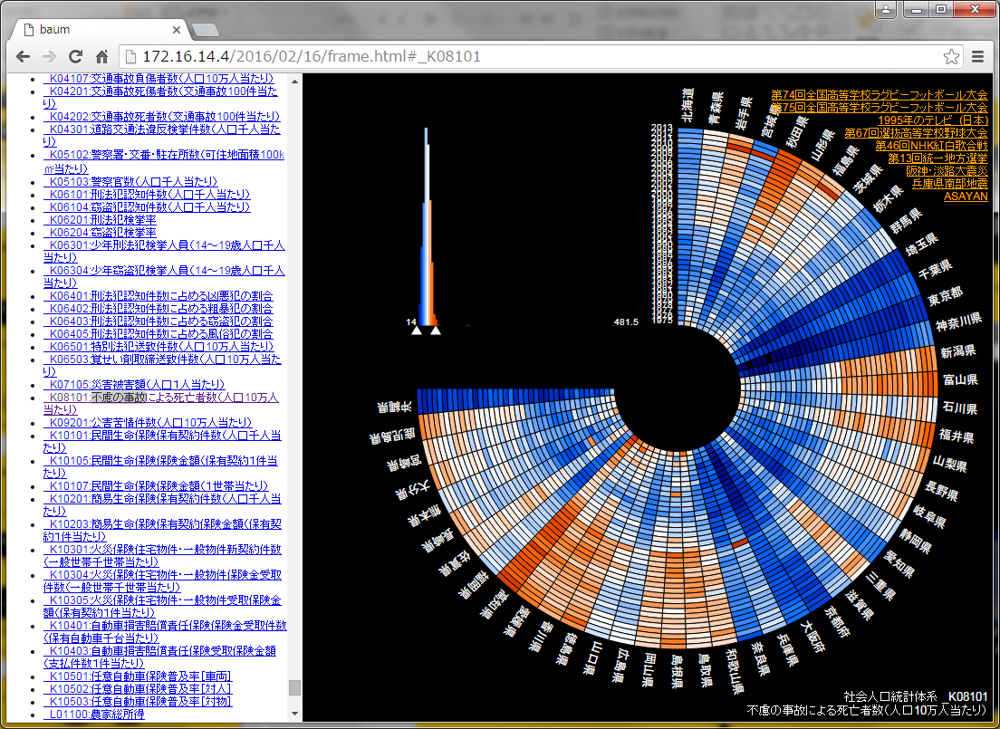 baum
172.16.14.4/2016/02/16/frame.html#_K08101
_K04107:交通事故負傷者数(人口10万人当たり)
_K04201:交通事故死傷者数(交通事故100件当た
り)
_K04202:交通事故死者数(交通事故100件当たり)
_K04301:道路交通法違反検挙件数(人口千人当た
り)
_K05102:警察署・交番・駐在所数(可住地面積100k
㎡当たり)
_K05103:警察官数(人口千人当たり)
_K06101:刑法犯認知件数(人口千人当たり)
_K06104:窃盗犯認知件数(人口千人当たり)
_K06201:刑法犯検挙率
_K06204:窃盗犯検挙率
_K06301:少年刑法犯検挙人員(14～19歳人口千人
当たり)
_K06304:少年窃盗犯検挙人員(14～19歳人口千人
当たり)
_K06401:刑法犯認知件数に占める凶悪犯の割合
_K06402:刑法犯認知件数に占める粗暴犯の割合
_K06403:刑法犯認知件数に占める窃盗犯の割合
_K06405:刑法犯認知件数に占める風俗犯の割合
_K06501:特別法犯送致件数(人口10万人当たり)
_K06503:覚せい剤取締送致件数(人口10万人当た
り)
_K07105:災害被害額(人口1人当たり)
_K08101:不慮の事故による死亡者数(人口10万人
当たり)
_K09201:公害苦情件数(人口10万人当たり)
_K10101:民間生命保険保有契約件数(人口千人当
たり)
_K10105:民間生命保険保険金額(保有契約1件当
たり)
_K10107:民間生命保険保険金額(1世帯当たり)
_K10201:簡易生命保険保有契約件数(人口千人当
たり)
_K10203:簡易生命保険保有契約保険金額(保有契
約1件当たり)
_K10301:火災保険住宅物件・一般物件新契約件数
(一般世帯千世帯当たり)
_K10304:火災保険住宅物件・一般物件保険金受取
件数(一般世帯千世帯当たり)
_K10305:火災保険住宅物件・一般物件受取保険金
額(保有契約1件当たり)
_K10401:自動車損害賠償責任保険保険金受取件数
(保有自動車千台当たり)
_K10403:自動車損害賠償責任保険受取保険金額
(支払件数1件当たり)
_K10501:任意自動車保険普及率[車両]
_K10502:任意自動車保険普及率[対人]
_K10503:任意自動車保険普及率[対物]
_L01100:農家総所得
14
481.5
2013
1975
北海道
青森県
岩手県
宮城県
秋田県
山形県
福島県
茨城県
栃木県
群馬県
埼玉県
千葉県
東京都
神奈川県
新潟県
富山県
石川県
福井県
山梨県
長野県
岐阜県
静岡県
愛知県
三重県
滋賀県
京都府
大阪府
兵庫県
奈良県
和歌山県
鳥取県
島根県
岡山県
広島県
山口県
徳島県
香川県
愛媛県
高知県
福岡県
佐賀県
長崎県
熊本県
大分県
宮崎県
鹿児島県
沖縄県
第74回全国高等学校ラグビーフットボール大会
第75回全国高等学校ラグビーフットボール大会
1995年のテレビ (日本)
第67回選抜高等学校野球大会
第46回NHK紅白歌合戦
第13回統一地方選挙
阪神・淡路大震災
兵庫県南部地震
ASAYAN
社会人口統計体系 _K08101
不慮の事故による死亡者数(人口10万人当たり)